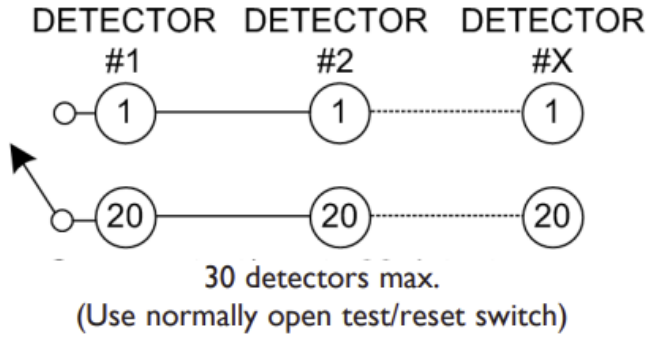 DETECTOR DETECTOR DETECTOR
#1 #2 #X
1 1 1
20 20 20
30 detectors max.
(Use normally open test/reset switch)